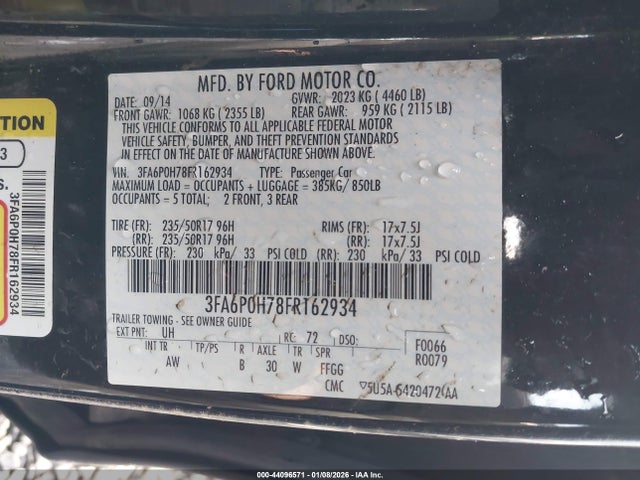 MFD. BY FORD MOTOR CO.
DATE: 09/14 GVWR: 2023 KG ( 4460 LB)
FRONT GAWR: 1068 KG ( 2355 LB) REAR GAWR: 959 KG ( 2115 LB)
THIS VEHICLE CONFORMS TO ALL APPLICABLE FEDERAL MOTOR
VEHICLE SAFETY, BUMPER, AND THEFT PREVENTION STANDARDS
IN EFFECT ON THE DATE OF MANUFACTURE SHOWN ABOVE.
VIN: 3FA6P0H78FR162934 TYPE: Passenger Car
MAXIMUM LOAD = OCCUPANTS + LUGGAGE = 385KG/ 850LB
OCCUPANTS = 5 TOTAL; 2 FRONT, 3 REAR
TIRE (FR): 235/50R17 96H RIMS (FR): 17x7.5J
(RR): 235/50R17 96H (RR): 17x7.5J
PRESSURE (FR): 230 kPa/ 33 PSI COLD (RR): 230 kPa/ 33 PSI COLD
3FA6P0H78FR162934
TRAILER TOWING - SEE OWNER GUIDE
EXT PNT: UH RC: 72 DSO: F0066
R0079
INT TR TP/PS R AXLE TR SPR
AW B 30 W FFGG
CMC
3
S.
3FA6P0H78FR162934
000-44096571 - 01/08/2026 - IAA Inc.